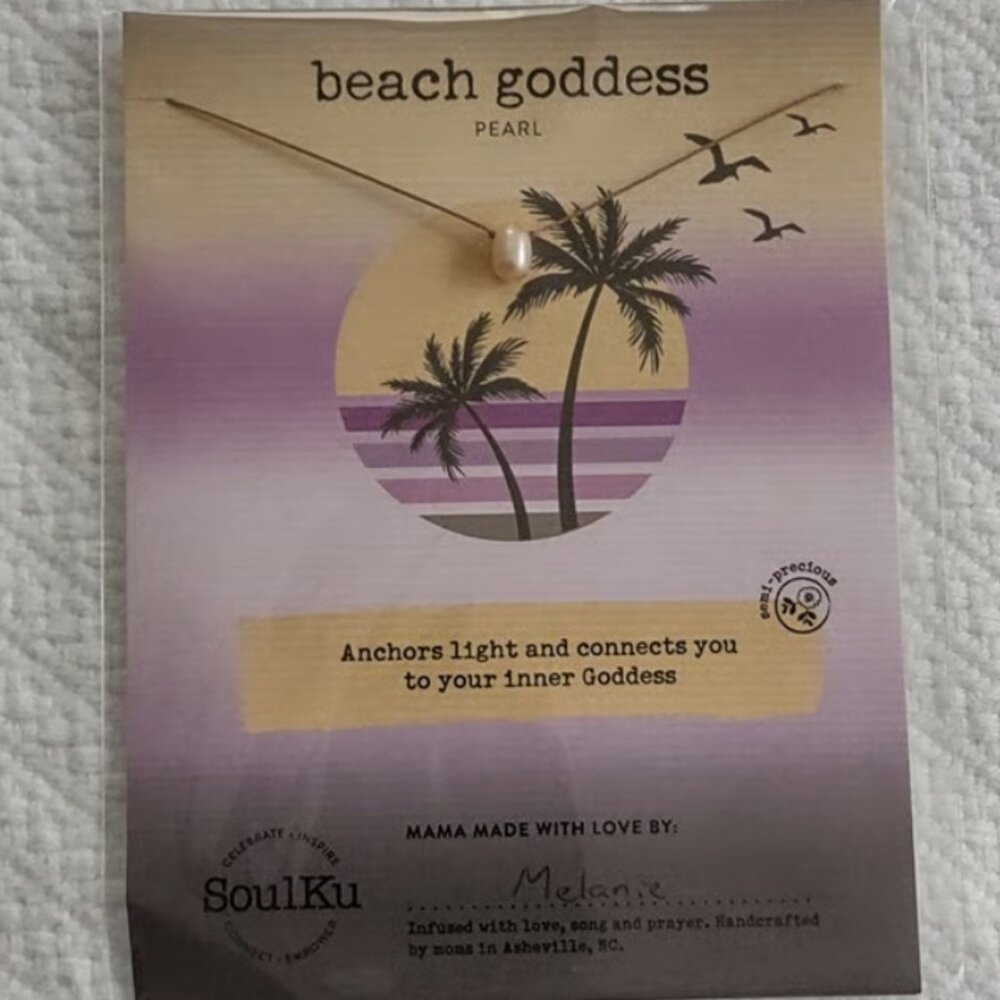 beach goddess
PEARL
semi-precious
Anchors light and connects you
to your inner Goddess
MAMA MADE WITH LOVE BY:
Melanie
Infused with love, song and prayer. Handcrafted
by moms in Asheville, NC.
CELEBRATE · INSPIRE
SoulKu
CONNECT · EMPOWER